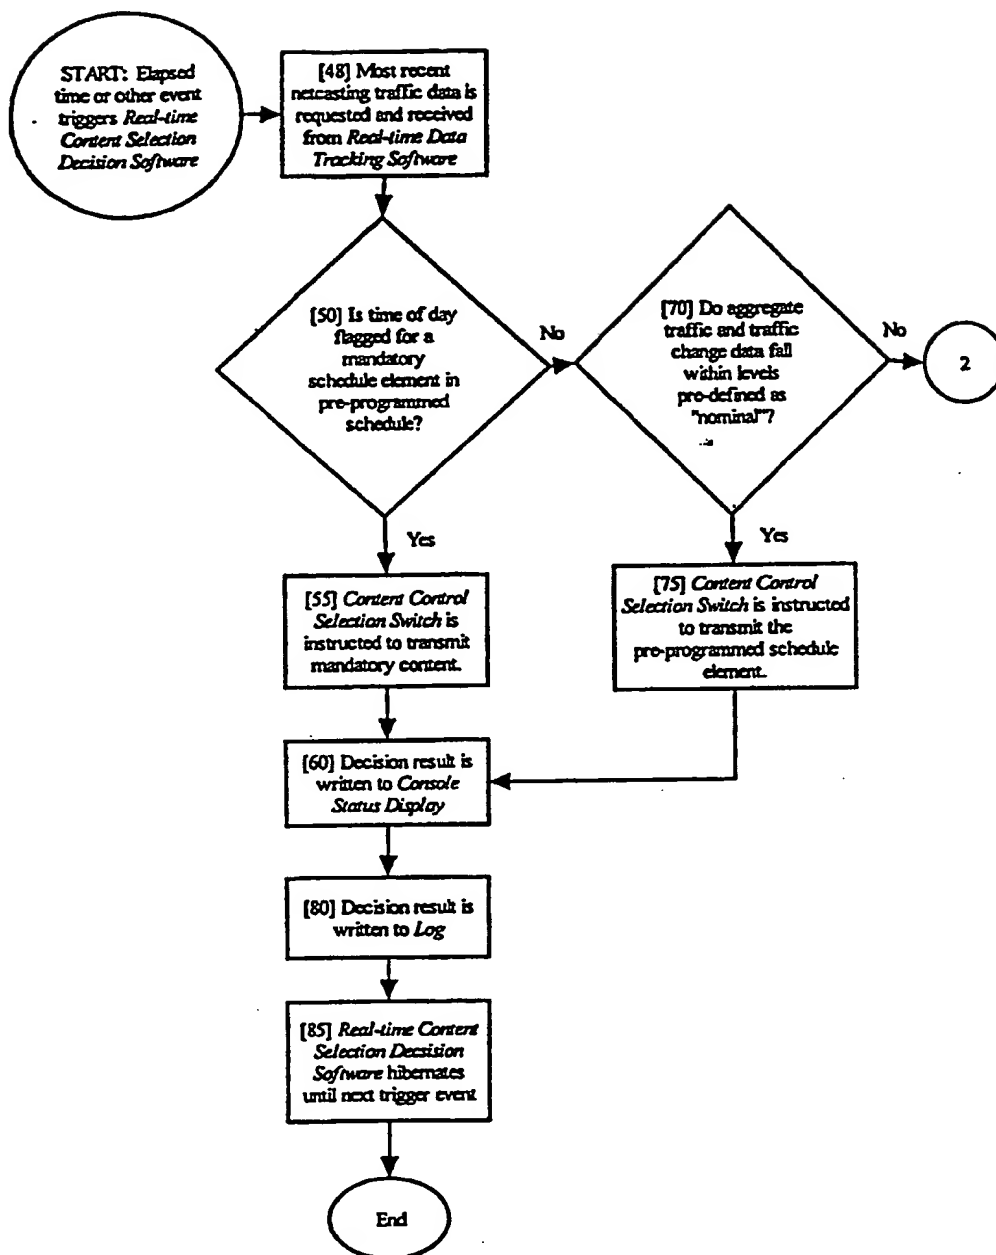 START: Elapsed
time or other event
triggers Real-time
Content Selection
Decision Software
[48] Most recent
netcasting traffic data is
requested and received
from Real-time Data
Tracking Software
[50] Is time of day
flagged for a
mandatory
schedule element in
pre-programmed
schedule?
No
[70] Do aggregate
traffic and traffic
change data fall
within levels
pre-defined as
"nominal"?
No
2
Yes
Yes
[55] Content Control
Selection Switch is
instructed to transmit
mandatory content.
[75] Content Control
Selection Switch is instructed
to transmit the
pre-programmed schedule
element.
[60] Decision result is
written to Console
Status Display
[80] Decision result is
written to Log
[85] Real-time Content
Selection Decsision
Software hibernates
until next trigger event
End